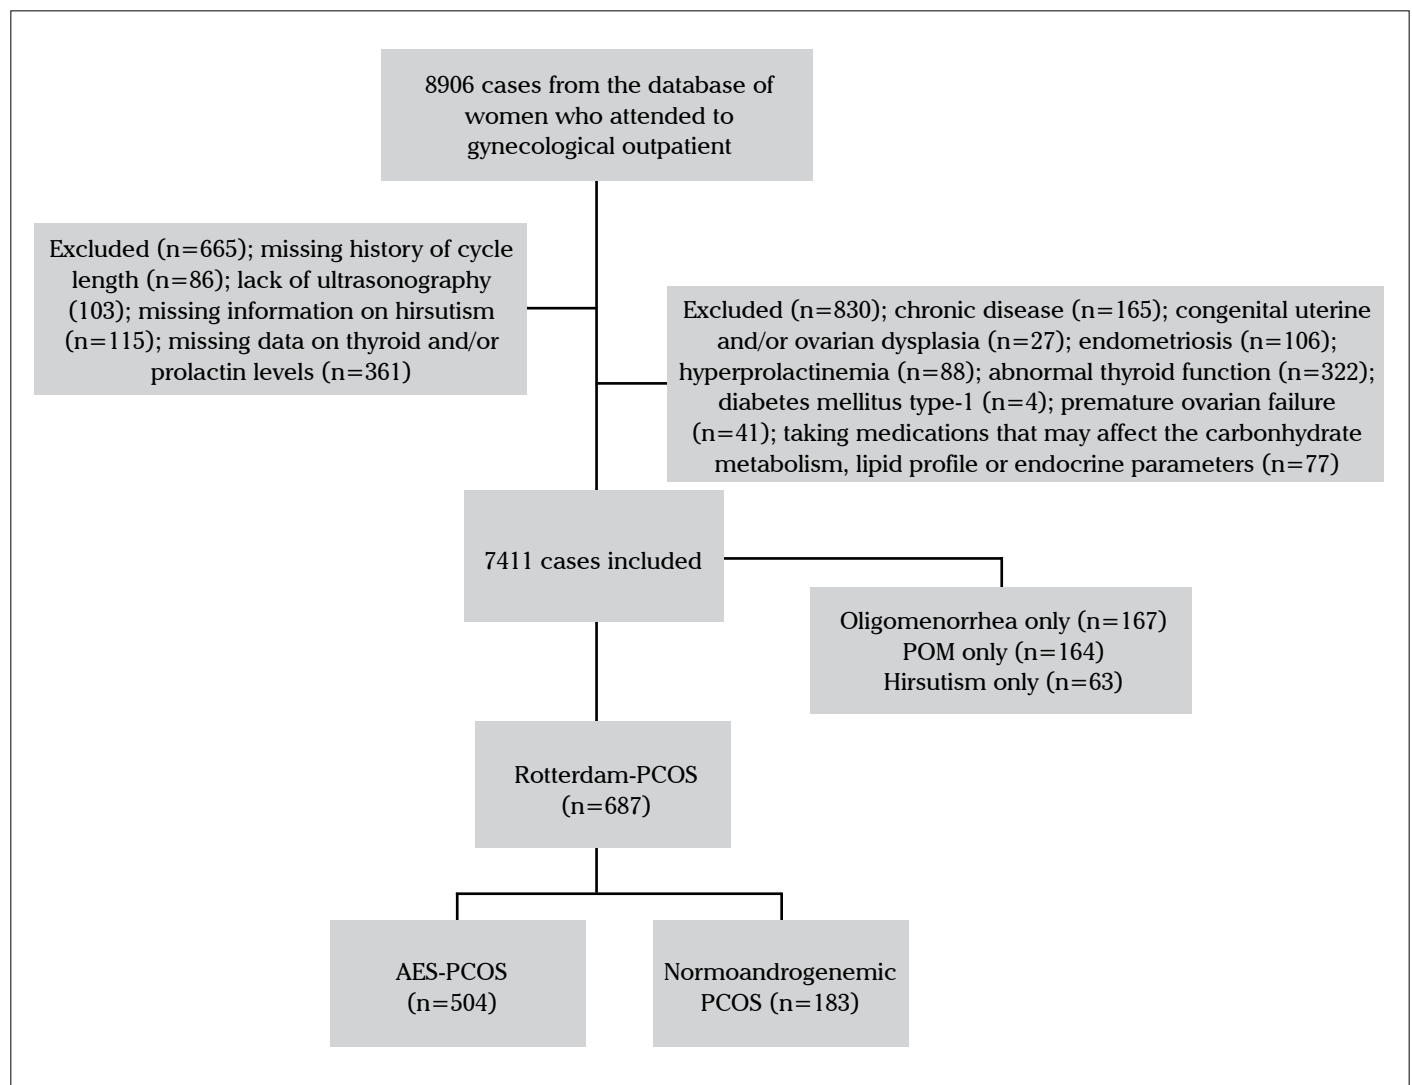 8906 cases from the database of
women who attended to
gynecological outpatient
Excluded (n=665); missing history of cycle
length (n=86); lack of ultrasonography
(103); missing information on hirsutism
(n=115); missing data on thyroid and/or
prolactin levels (n=361)
Excluded (n=830); chronic disease (n=165); congenital uterine
and/or ovarian dysplasia (n=27); endometriosis (n=106);
hyperprolactinemia (n=88); abnormal thyroid function (n=322);
diabetes mellitus type-1 (n=4); premature ovarian failure
(n=41); taking medications that may affect the carbonhydrate
metabolism, lipid profile or endocrine parameters (n=77)
7411 cases included
Oligomenorrhea only (n=167)
POM only (n=164)
Hirsutism only (n=63)
Rotterdam-PCOS
(n=687)
AES-PCOS
(n=504)
Normoandrogenemic
PCOS (n=183)